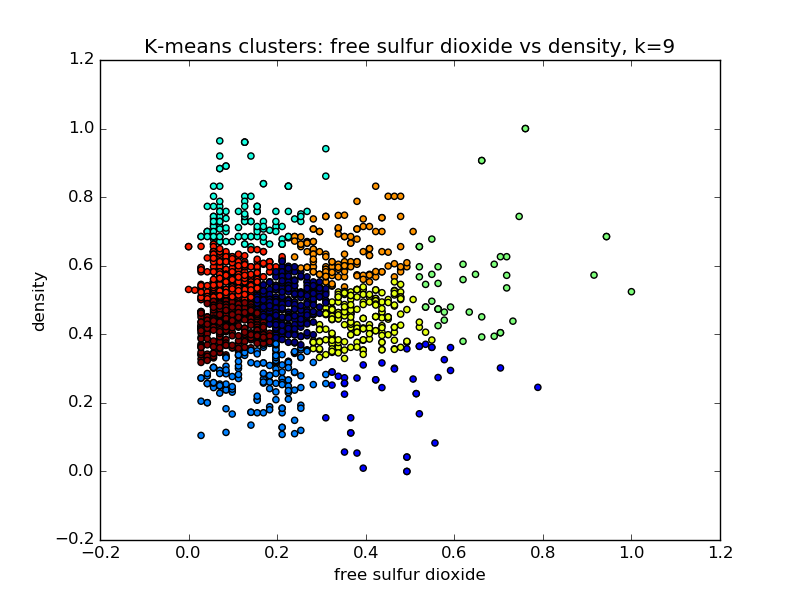 K-means clusters: free sulfur dioxide vs density, k=9
1.2
1.0
0.8
0.6
0.4
0.2
0.0
−0.2
density
−0.2 0.0 0.2 0.4 0.6 0.8 1.0 1.2
free sulfur dioxide